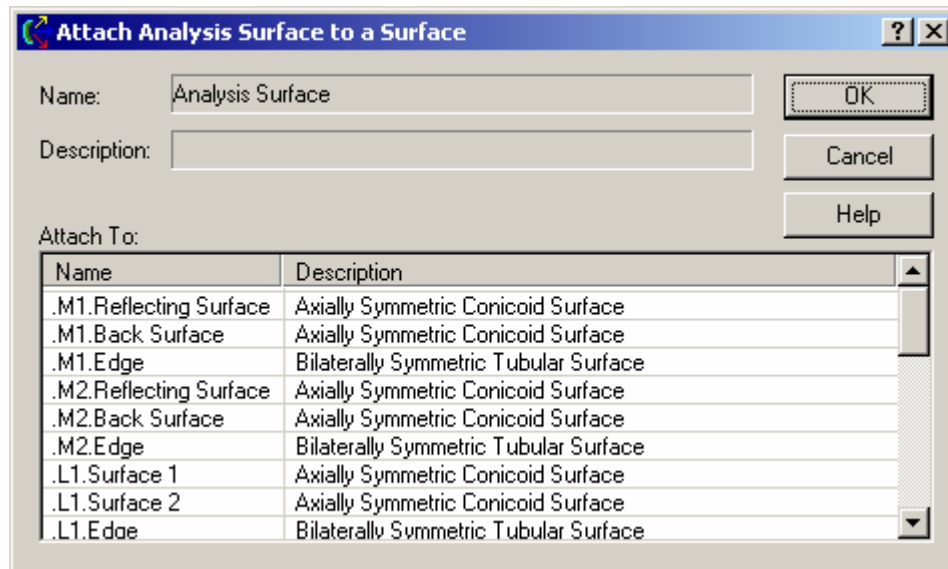 Attach Analysis Surface to a Surface
Name: Analysis Surface OK
Description: Cancel
Help
Attach To:
Name Description
.M1.Reflecting Surface Axially Symmetric Conicoid Surface
.M1.Back Surface Axially Symmetric Conicoid Surface
.M1.Edge Bilaterally Symmetric Tubular Surface
.M2.Reflecting Surface Axially Symmetric Conicoid Surface
.M2.Back Surface Axially Symmetric Conicoid Surface
.M2.Edge Bilaterally Symmetric Tubular Surface
.L1.Surface 1 Axially Symmetric Conicoid Surface
.L1.Surface 2 Axially Symmetric Conicoid Surface
.L1.Edge Bilaterally Symmetric Tubular Surface